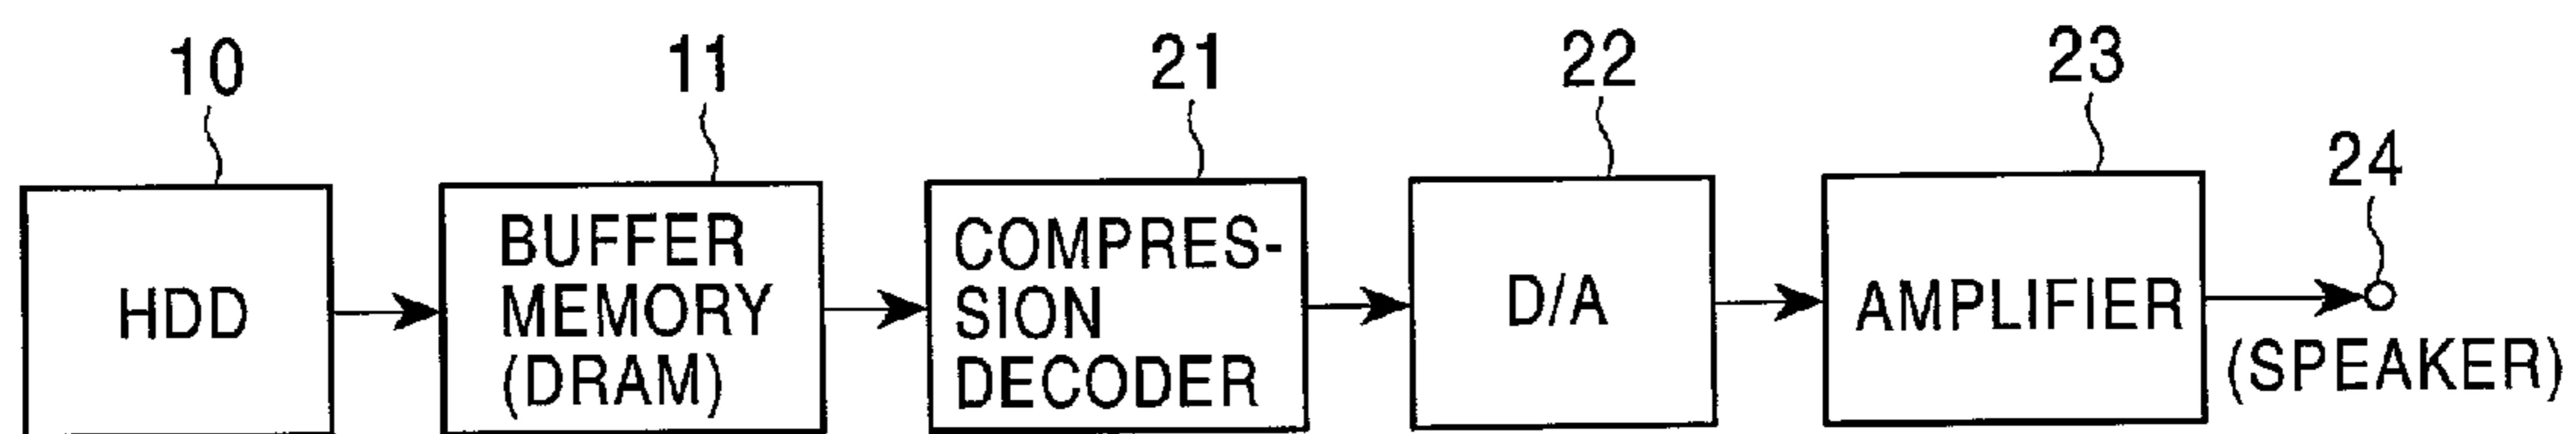 10
11
21
22
23
24
HDD
BUFFER
MEMORY
(DRAM)
COMPRES-
SION
DECODER
D/A
AMPLIFIER
(SPEAKER)